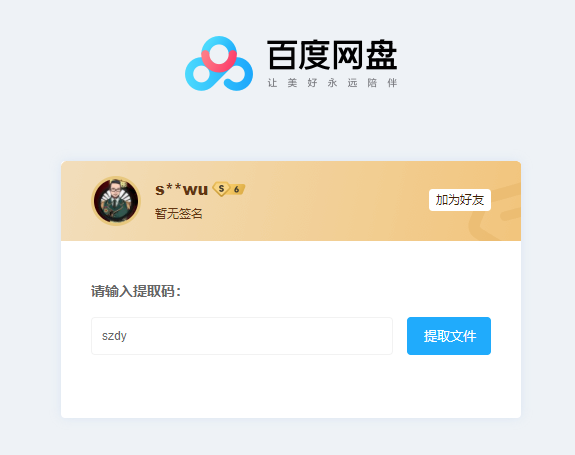 百度网盘
让美好永远陪伴
s**wu S 6
暂无签名
加为好友
请输入提取码：
szdy
提取文件